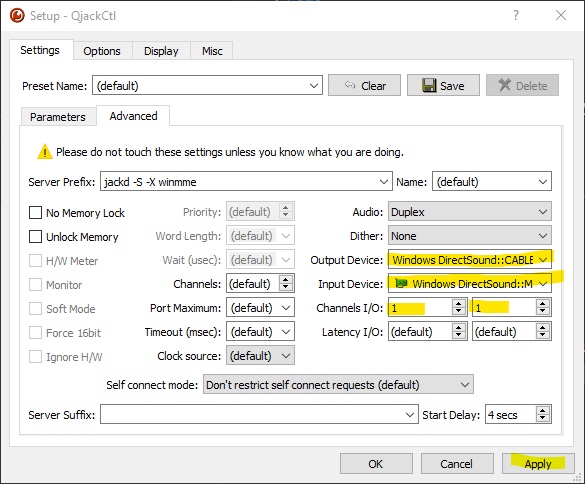 Setup - QjackCtl
Settings Options Display Misc
Preset Name: (default) Clear Save Delete
Parameters Advanced
Please do not touch these settings unless you know what you are doing.
Server Prefix: jackd -S -X winmme Name: (default)
No Memory Lock Priority: (default) Audio: Duplex
Unlock Memory Word Length: (default) Dither: None
H/W Meter Wait (usec): (default) Output Device: Windows DirectSound::CABLE
Monitor Channels: (default) Input Device: Windows DirectSound::M
Soft Mode Port Maximum: (default) Channels I/O: 1 1
Force 16bit Timeout (msec): (default) Latency I/O: (default) (default)
Ignore H/W Clock source: (default)
Self connect mode: Don't restrict self connect requests (default)
Server Suffix: Start Delay: 4 secs
OK Cancel Apply